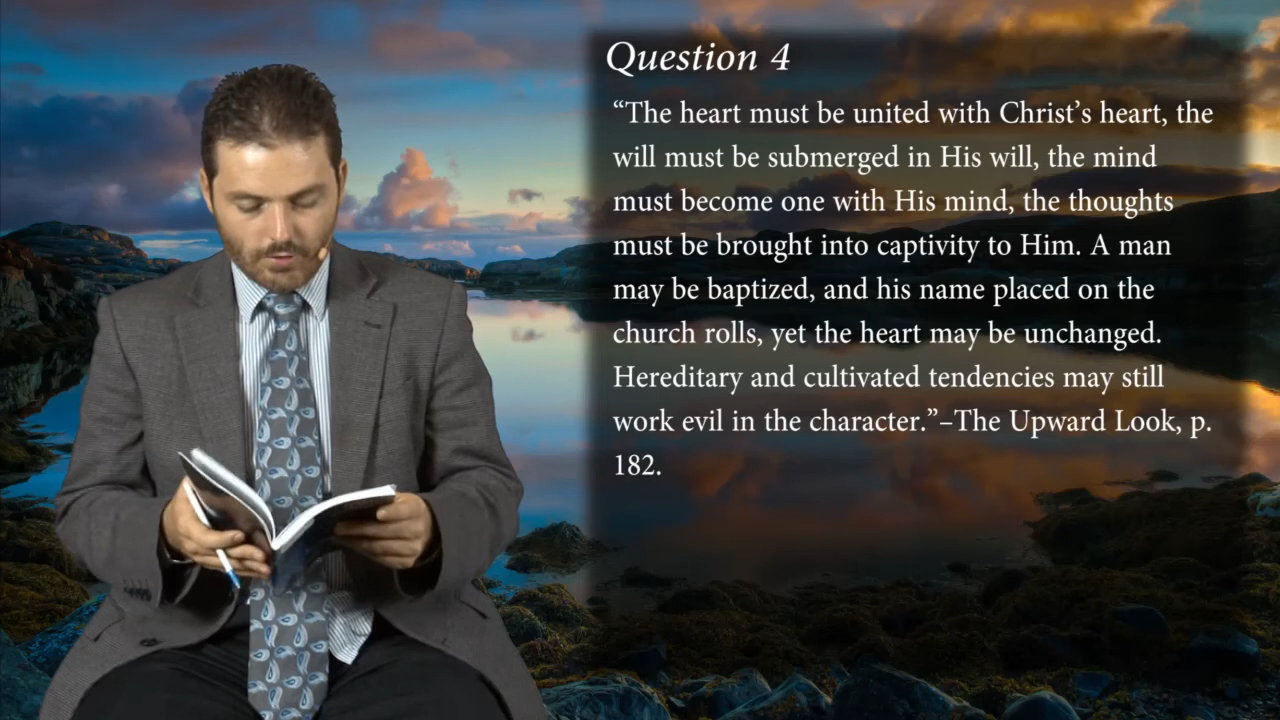 Question 4
“The heart must be united with Christ’s heart, the
will must be submerged in His will, the mind
must become one with His mind, the thoughts
must be brought into captivity to Him. A man
may be baptized, and his name placed on the
church rolls, yet the heart may be unchanged.
Hereditary and cultivated tendencies may still
work evil in the character.”–The Upward Look, p.
182.